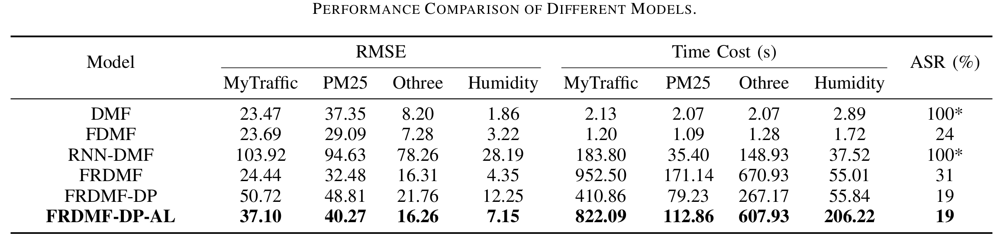 PERFORMANCE COMPARISON OF DIFFERENT MODELS.
Model RMSE Time Cost (s) ASR (%)
MyTraffic PM25 Othree Humidity MyTraffic PM25 Othree Humidity
DMF 23.47 37.35 8.20 1.86 2.13 2.07 2.07 2.89 100*
FDMF 23.69 29.09 7.28 3.22 1.20 1.09 1.28 1.72 24
RNN-DMF 103.92 94.63 78.26 28.19 183.80 35.40 148.93 37.52 100*
FRDMF 24.44 32.48 16.31 4.35 952.50 171.14 670.93 55.01 31
FRDMF-DP 50.72 48.81 21.76 12.25 410.86 79.23 267.17 55.84 19
FRDMF-DP-AL 37.10 40.27 16.26 7.15 822.09 112.86 607.93 206.22 19